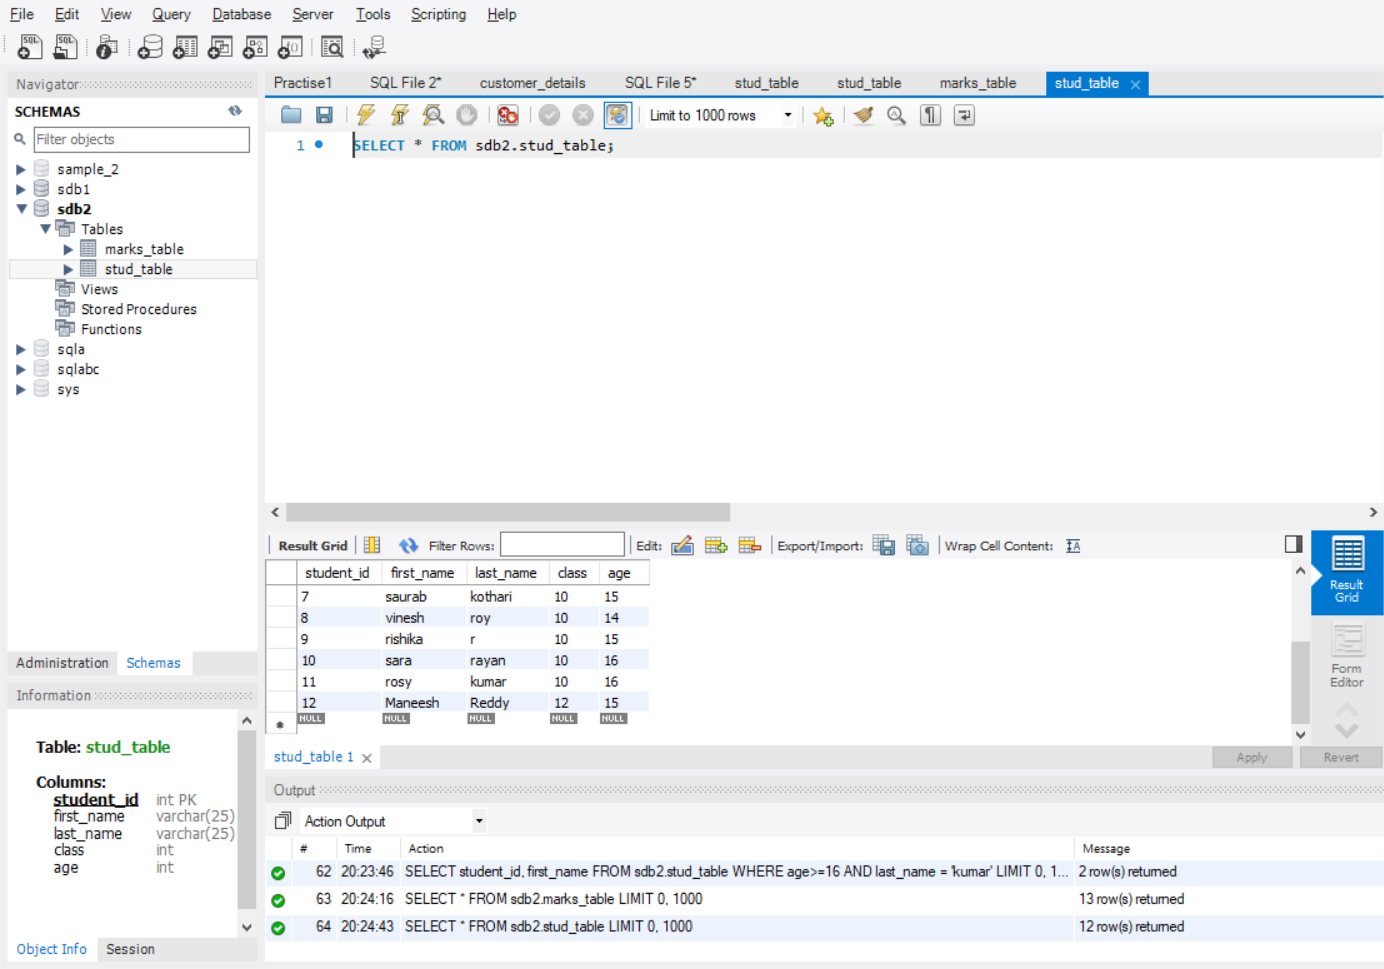 File Edit View Query Database Server Tools Scripting Help
SQL SQL
Navigator
SCHEMAS
Filter objects
sample_2
sdb1
sdb2
Tables
marks_table
stud_table
Views
Stored Procedures
Functions
sqla
sqlabc
sys
Administration Schemas
Information
Table: stud_table
Columns:
student_id int PK
first_name varchar(25)
last_name varchar(25)
class int
age int
Object Info Session
Practise1 SQL File 2* customer_details SQL File 5* stud_table stud_table marks_table stud_table
Limit to 1000 rows
1 SELECT * FROM sdb2.stud_table;
Result Grid Filter Rows: Edit: Export/Import: Wrap Cell Content:
student_id first_name last_name class age
7 saurab kothari 10 15
8 vinesh roy 10 14
9 rishika r 10 15
10 sara rayan 10 16
11 rosy kumar 10 16
12 Maneesh Reddy 12 15
NULL NULL NULL NULL NULL
Result
Grid
Form
Editor
stud_table 1 Apply Revert
Output
Action Output
# Time Action Message
62 20:23:46 SELECT student_id, first_name FROM sdb2.stud_table WHERE age>=16 AND last_name = 'kumar' LIMIT 0, 1... 2 row(s) returned
63 20:24:16 SELECT * FROM sdb2.marks_table LIMIT 0, 1000 13 row(s) returned
64 20:24:43 SELECT * FROM sdb2.stud_table LIMIT 0, 1000 12 row(s) returned